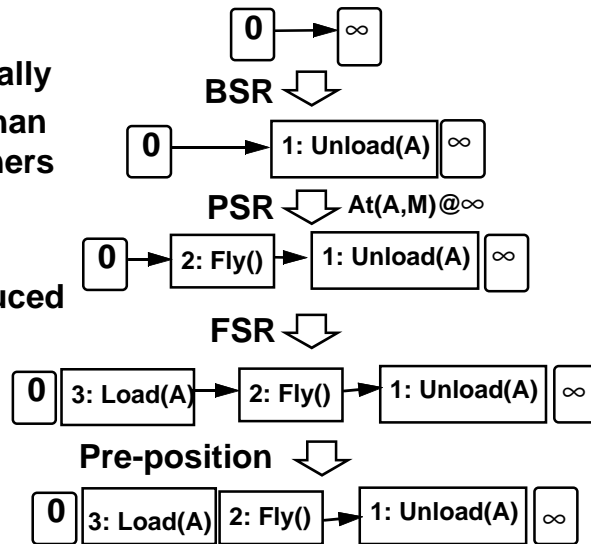 0 ∞
ally
BSR
han
ners
0 1: Unload(A) ∞
PSR At(A,M)@∞
0 2: Fly() 1: Unload(A) ∞
uced
FSR
0 3: Load(A) 2: Fly() 1: Unload(A) ∞
Pre-position
0 3: Load(A) 2: Fly() 1: Unload(A) ∞